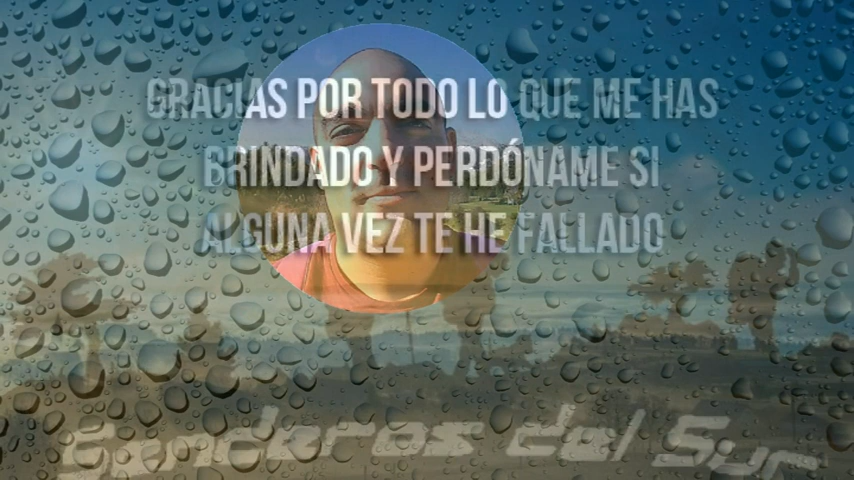 GRACIAS POR TODO LO QUE ME HAS
BRINDADO Y PERDÓNAME SI
ALGUNA VEZ TE HE FALLADO
Senderos del Sur